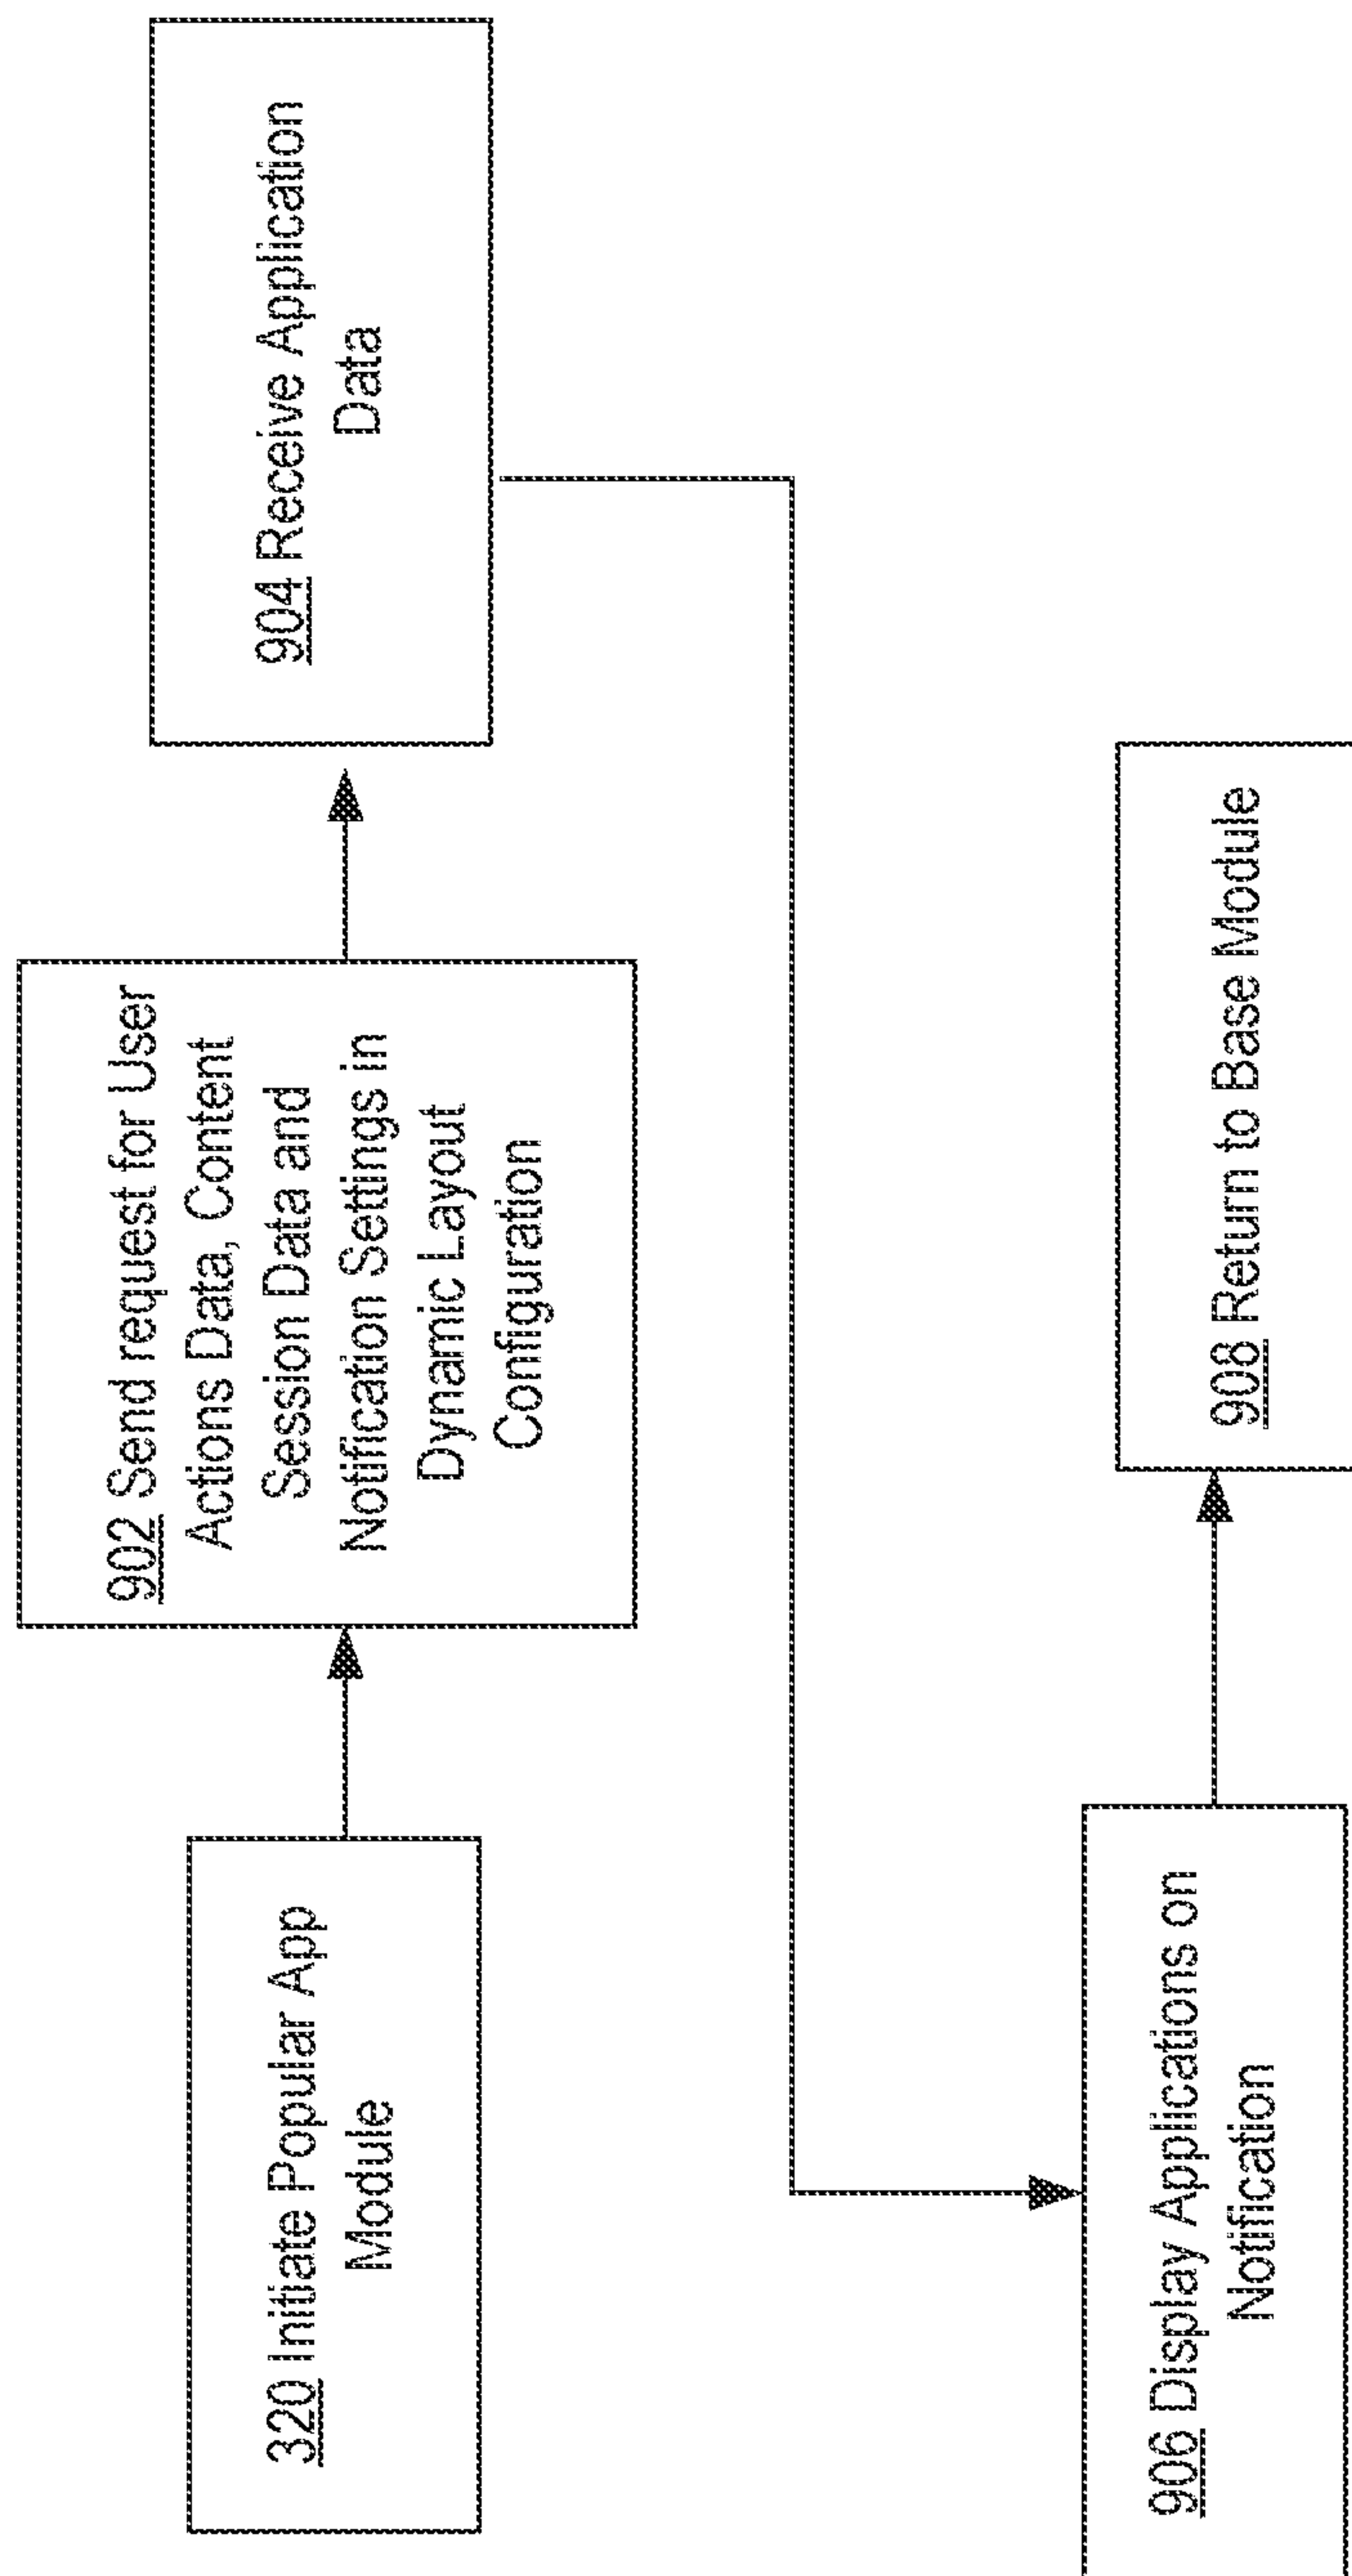 320 Initiate Popular App
Module
902 Send request for User
Actions Data, Content
Session Data and
Notification Settings in
Dynamic Layout
Configuration
904 Receive Application
Data
906 Display Applications on
Notification
908 Return to Base Module